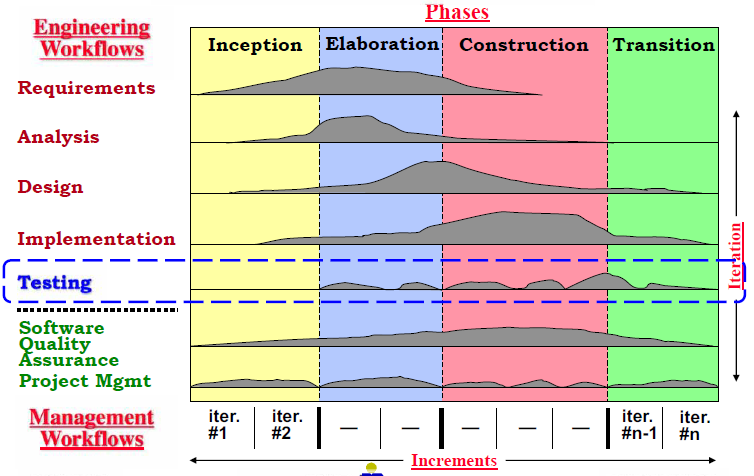 Phases
Engineering
Workflows
Inception
Elaboration
Construction
Transition
Requirements
Analysis
Design
Implementation
Testing
Iteration
Software
Quality
Assurance
Project Mgmt
Management
Workflows
iter.
#1
iter.
#2
iter.
#n-1
iter.
#n
Increments